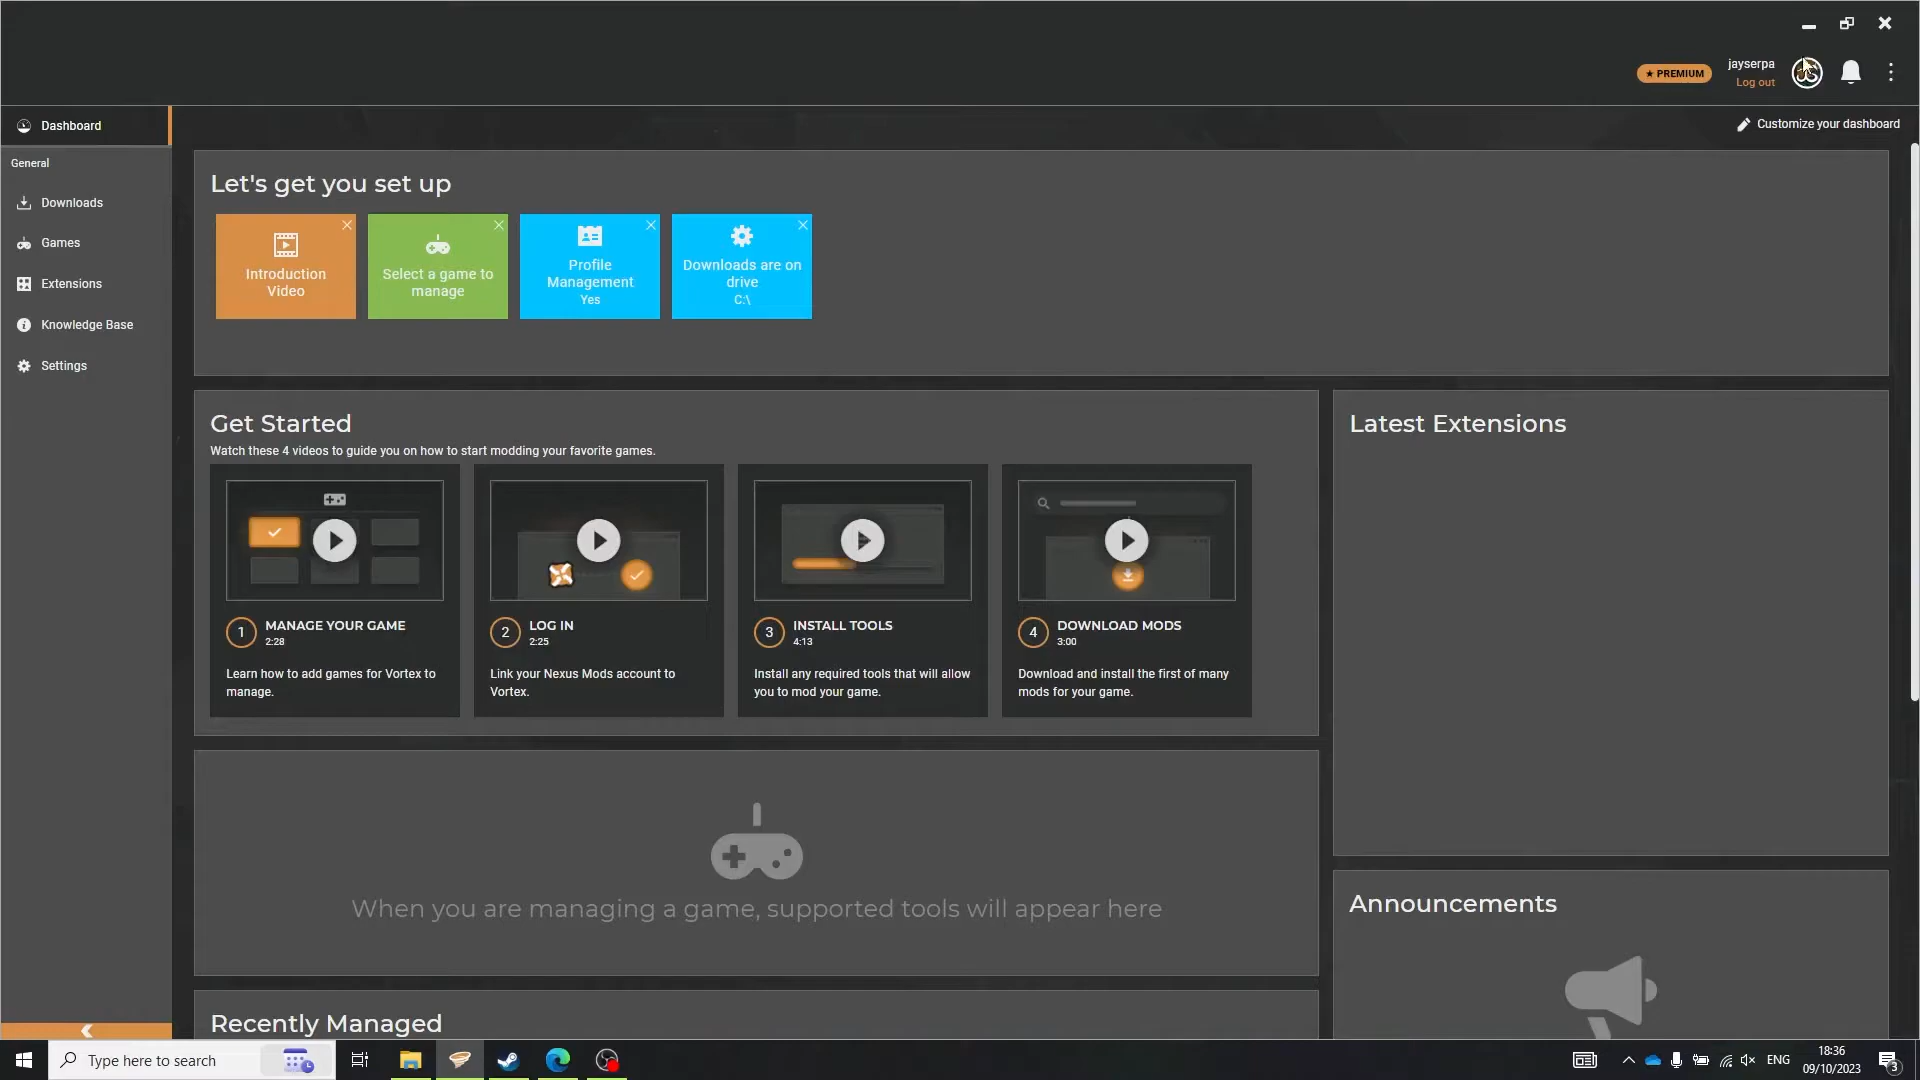 ★ PREMIUM
jayserpa
Log out
Dashboard
Customize your dashboard
General
Downloads
Games
Extensions
Knowledge Base
Settings
Let's get you set up
Introduction
Video
Select a game to
manage
Profile
Management
Yes
Downloads are on
drive
C:\
Get Started
Watch these 4 videos to guide you on how to start modding your favorite games.
1
MANAGE YOUR GAME
2:28
Learn how to add games for Vortex to
manage.
2
LOG IN
2:25
Link your Nexus Mods account to
Vortex.
3
INSTALL TOOLS
4:13
Install any required tools that will allow
you to mod your game.
4
DOWNLOAD MODS
3:00
Download and install the first of many
mods for your game.
Latest Extensions
When you are managing a game, supported tools will appear here
Announcements
Recently Managed
Type here to search
ENG
18:36
09/10/2023
3